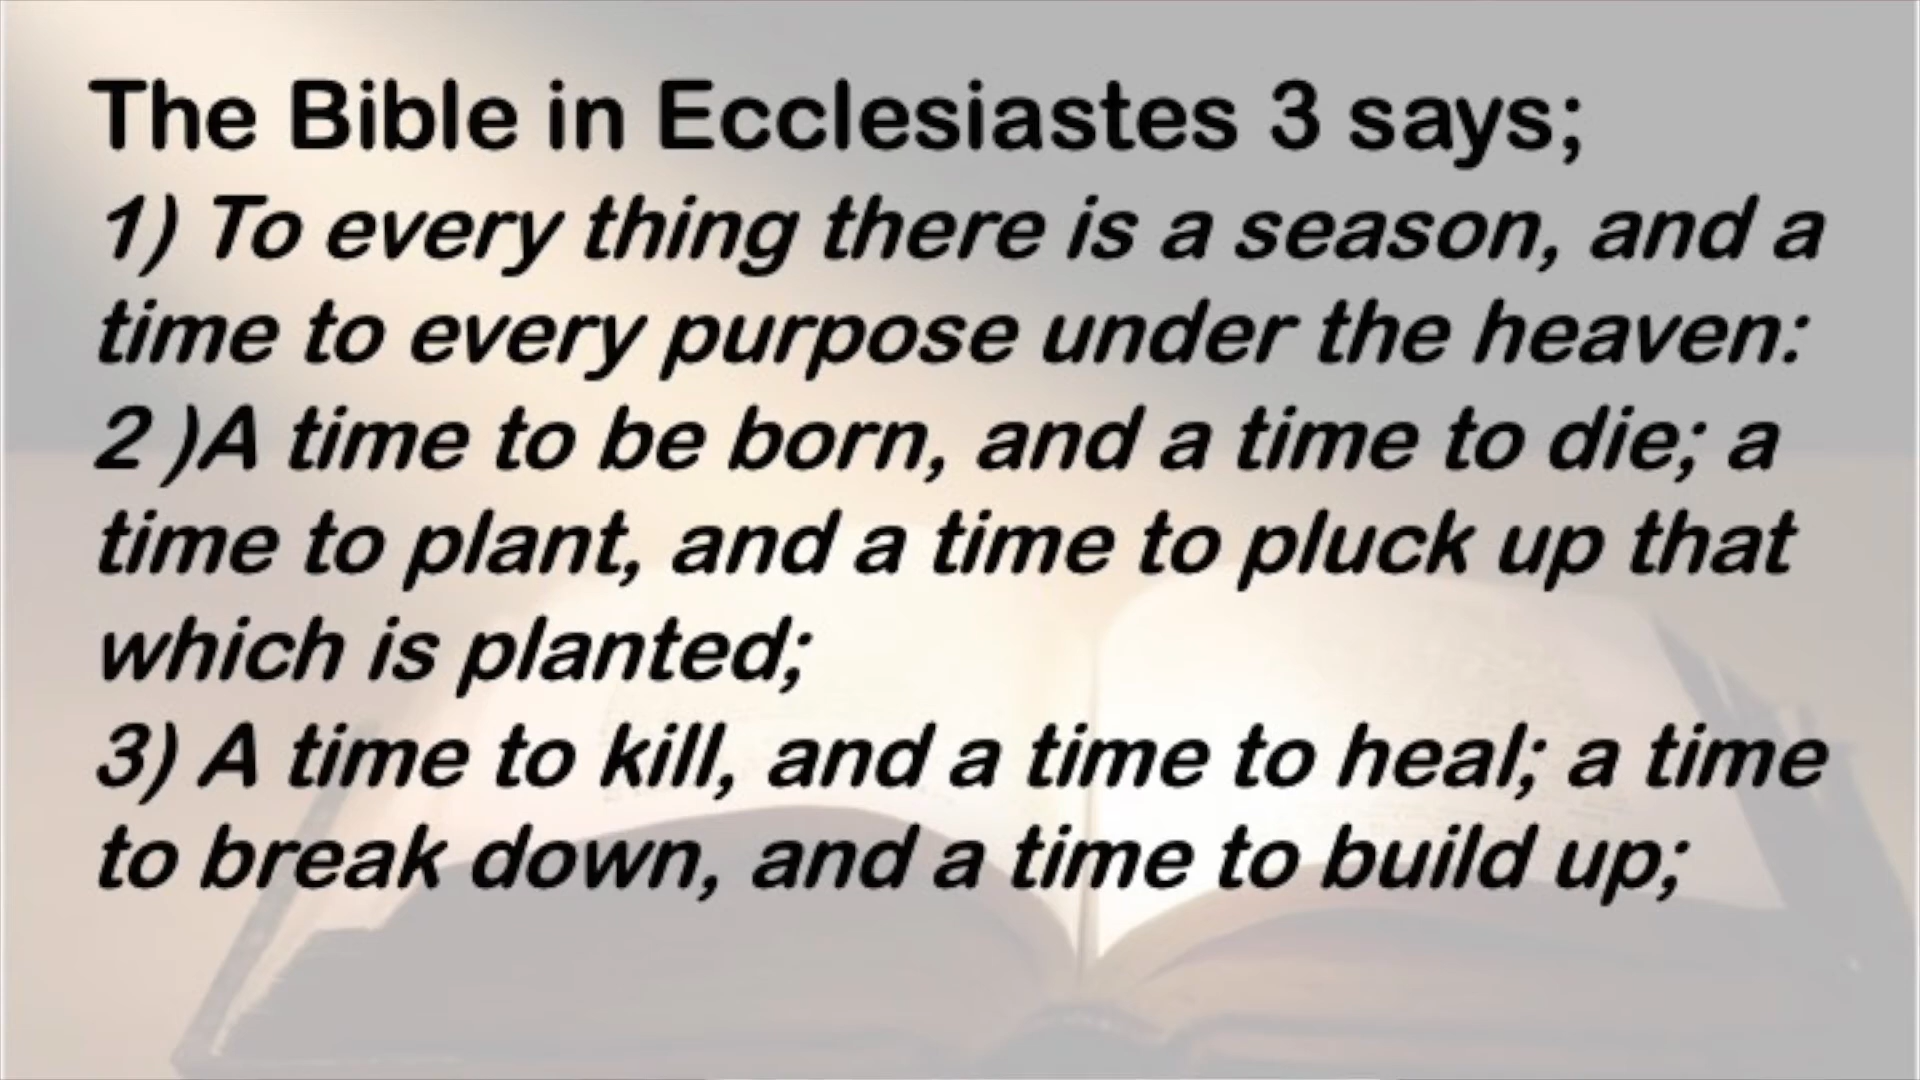 The Bible in Ecclesiastes 3 says;
1) To every thing there is a season, and a
time to every purpose under the heaven:
2 )A time to be born, and a time to die; a
time to plant, and a time to pluck up that
which is planted;
3) A time to kill, and a time to heal; a time
to break down, and a time to build up;